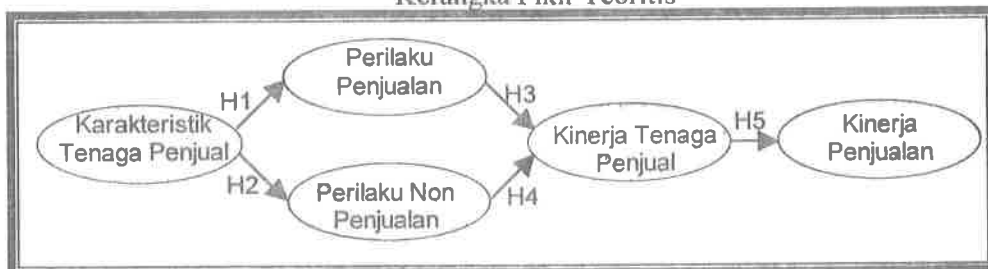 Kerangka Pikir Teoritis
Perilaku
Penjualan
H1
H3
Karakteristik
Tenaga Penjual
Kinerja Tenaga
Penjual
H5
Kinerja
Penjualan
H2
H4
Perilaku Non
Penjualan